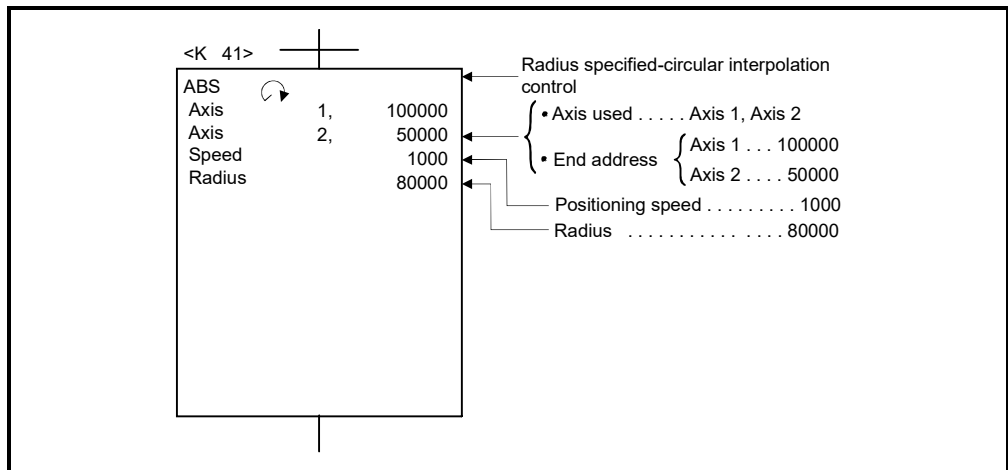 <K 41>
ABS
Axis 1, 100000
Axis 2, 50000
Speed 1000
Radius 80000
Radius specified-circular interpolation
control
• Axis used . . . . . Axis 1, Axis 2
• End address
Axis 1 . . . 100000
Axis 2 . . . . 50000
Positioning speed . . . . . . . . . 1000
Radius . . . . . . . . . . . . . . . 80000